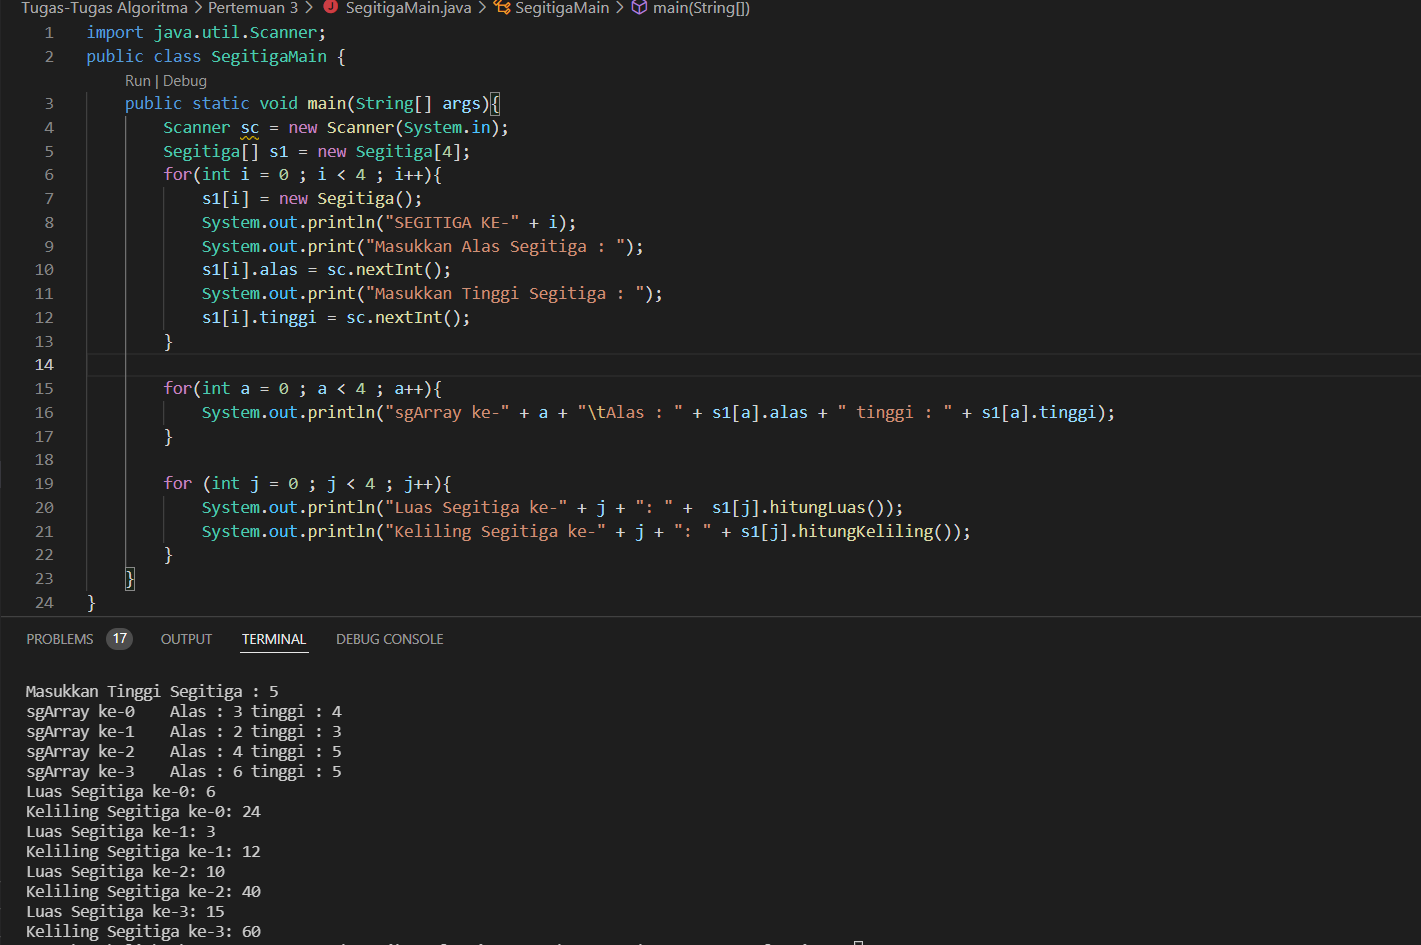 Tugas-Tugas Algoritma > Pertemuan 3 > J SegitigaMain.java > SegitigaMain > main(String[])
1 import java.util.Scanner;
2 public class SegitigaMain {
Run | Debug
3 public static void main(String[] args){
4 Scanner sc = new Scanner(System.in);
5 Segitiga[] s1 = new Segitiga[4];
6 for(int i = 0 ; i < 4 ; i++){
7 s1[i] = new Segitiga();
8 System.out.println("SEGITIGA KE-" + i);
9 System.out.print("Masukkan Alas Segitiga : ");
10 s1[i].alas = sc.nextInt();
11 System.out.print("Masukkan Tinggi Segitiga : ");
12 s1[i].tinggi = sc.nextInt();
13 }
14
15 for(int a = 0 ; a < 4 ; a++){
16 System.out.println("sgArray ke-" + a + "\tAlas : " + s1[a].alas + " tinggi : " + s1[a].tinggi);
17 }
18
19 for (int j = 0 ; j < 4 ; j++){
20 System.out.println("Luas Segitiga ke-" + j + ": " +  s1[j].hitungLuas());
21 System.out.println("Keliling Segitiga ke-" + j + ": " + s1[j].hitungKeliling());
22 }
23 }
24 }
PROBLEMS 17 OUTPUT TERMINAL DEBUG CONSOLE
Masukkan Tinggi Segitiga : 5
sgArray ke-0    Alas : 3 tinggi : 4
sgArray ke-1    Alas : 2 tinggi : 3
sgArray ke-2    Alas : 4 tinggi : 5
sgArray ke-3    Alas : 6 tinggi : 5
Luas Segitiga ke-0: 6
Keliling Segitiga ke-0: 24
Luas Segitiga ke-1: 3
Keliling Segitiga ke-1: 12
Luas Segitiga ke-2: 10
Keliling Segitiga ke-2: 40
Luas Segitiga ke-3: 15
Keliling Segitiga ke-3: 60